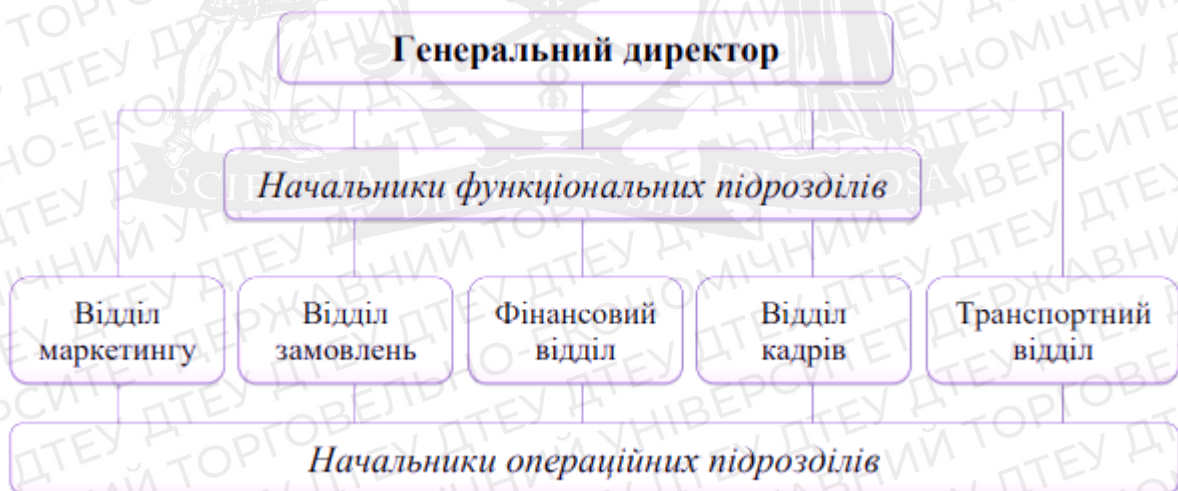 Генеральний директор
Начальники функціональних підрозділів
Відділ
маркетингу
Відділ
замовлень
Фінансовий
відділ
Відділ
кадрів
Транспортний
відділ
Начальники операційних підрозділів